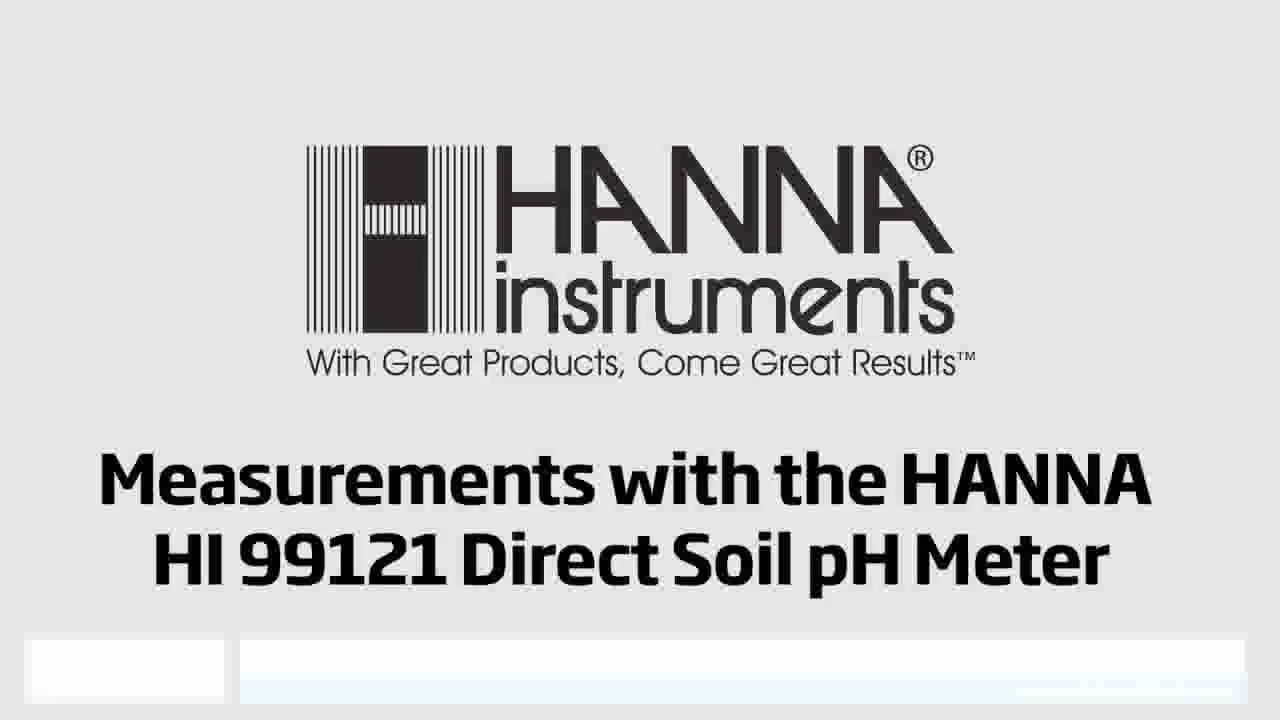 HANNA®
instruments
With Great Products, Come Great Results™
Measurements with the HANNA
HI 99121 Direct Soil pH Meter